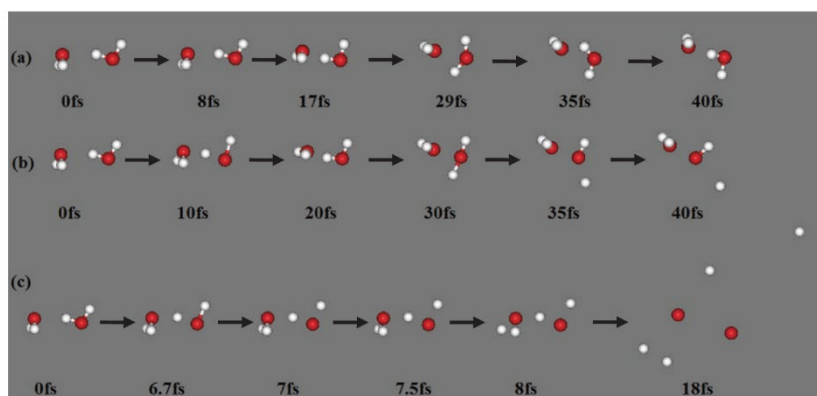 (a)
0fs 8fs 17fs 29fs 35fs 40fs
(b)
0fs 10fs 20fs 30fs 35fs 40fs
(c)
0fs 6.7fs 7fs 7.5fs 8fs 18fs